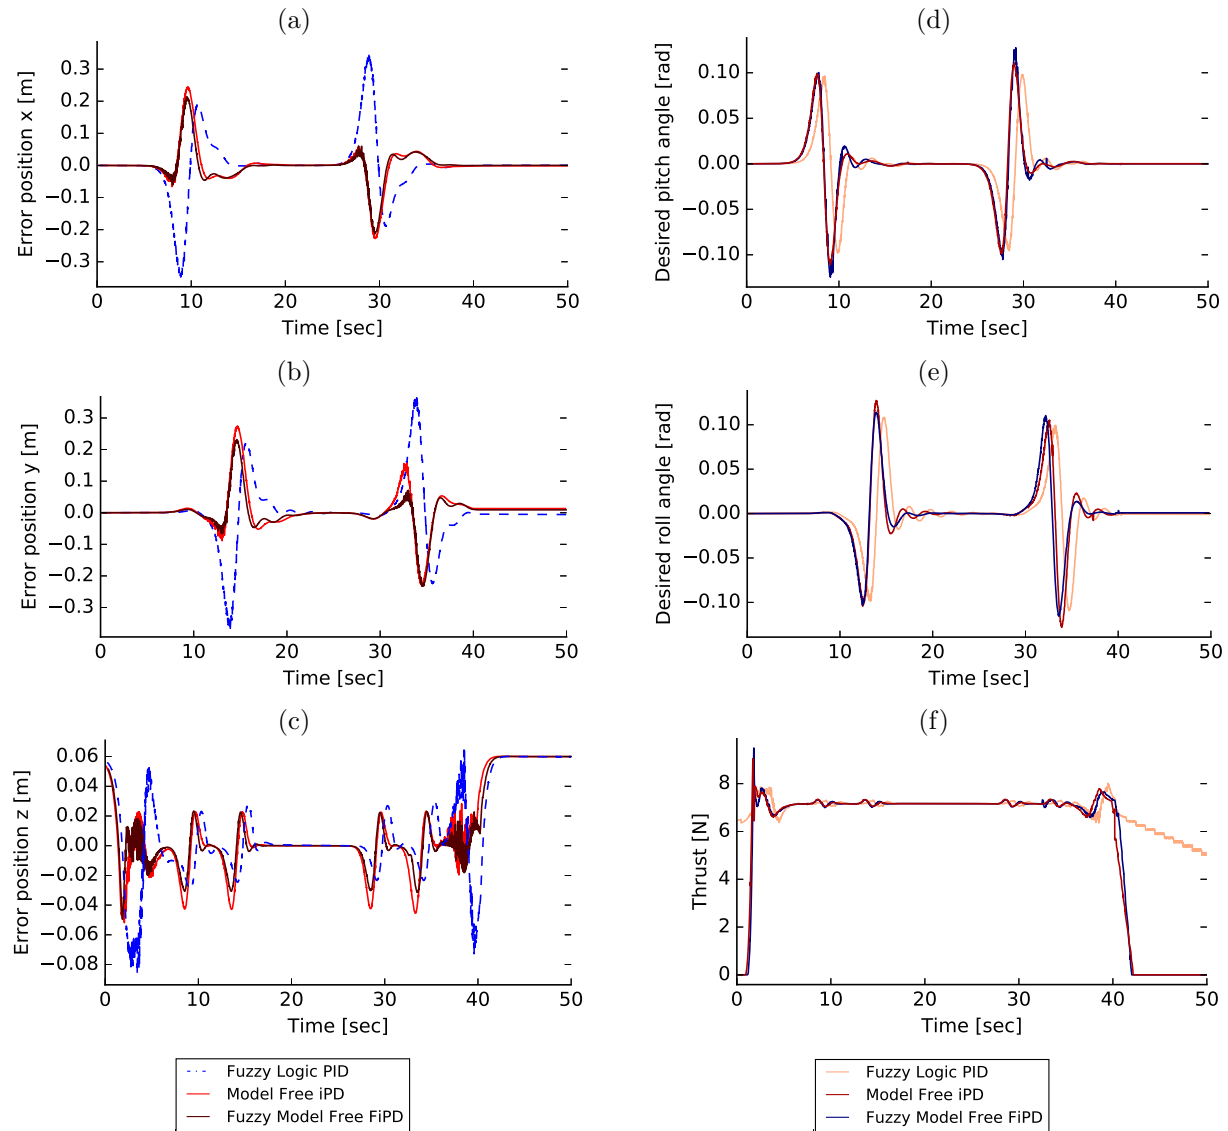 (a)
Error position x [m]
0.3
0.2
0.1
0.0
−0.1
−0.2
−0.3
0 10 20 30 40 50
Time [sec]
(d)
Desired pitch angle [rad]
0.10
0.05
0.00
−0.05
−0.10
0 10 20 30 40 50
Time [sec]
(b)
Error position y [m]
0.3
0.2
0.1
0.0
−0.1
−0.2
−0.3
0 10 20 30 40 50
Time [sec]
(e)
Desired roll angle [rad]
0.10
0.05
0.00
−0.05
−0.10
0 10 20 30 40 50
Time [sec]
(c)
Error position z [m]
0.06
0.04
0.02
0.00
−0.02
−0.04
−0.06
−0.08
0 10 20 30 40 50
Time [sec]
(f)
Thrust [N]
8
6
4
8
0
0 10 20 30 40 50
Time [sec]
Fuzzy Logic PID
Model Free iPD
Fuzzy Model Free FiPD
Fuzzy Logic PID
Model Free iPD
Fuzzy Model Free FiPD